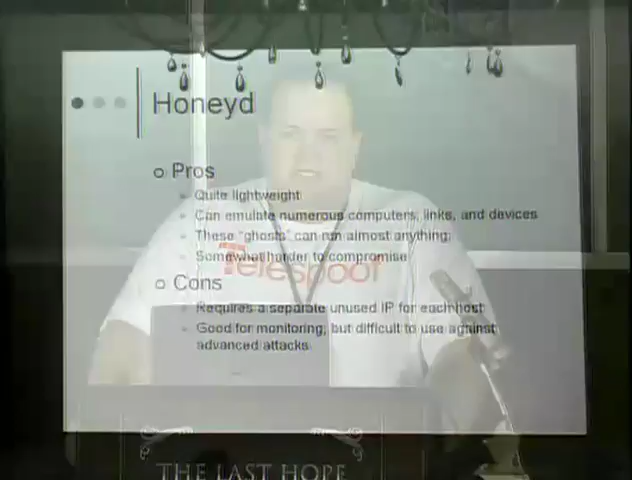 Honeyd
Pros
Quite lightweight
Can emulate numerous computers, links, and devices
These "ghosts" can run almost anything.
Somewhat harder to compromise
Telespoof
Cons
Requires a separate unused IP for each host
Good for monitoring, but difficult to use against
advanced attacks
THE LAST HOPE